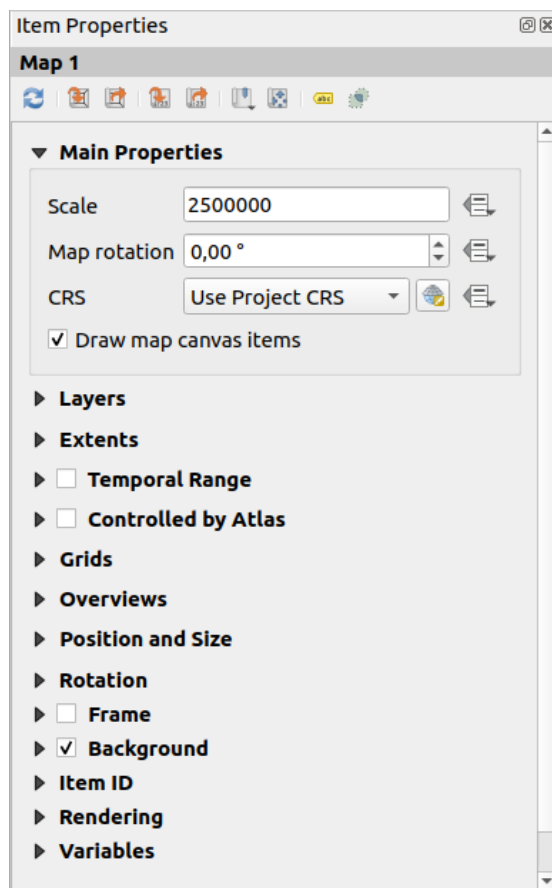 Item Properties
Map 1
abc
Main Properties
Scale 2500000
Map rotation 0,00 °
CRS Use Project CRS
Draw map canvas items
Layers
Extents
Temporal Range
Controlled by Atlas
Grids
Overviews
Position and Size
Rotation
Frame
Background
Item ID
Rendering
Variables